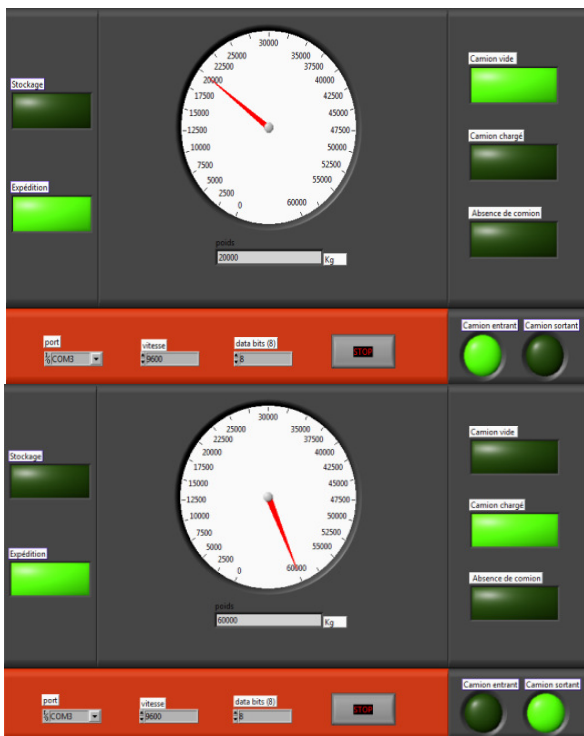 Stockage
Expédition
30000
25000
35000
22500
37500
20000
40000
17500
42500
15000
45000
12500
47500
10000
50000
7500
52500
5000
55000
2500
0
60000
poids
20000
Kg
Camion vide
Camion chargé
Absence de comion
port
COM3
vitesse
9600
data bits (8)
8
STOP
Camion entrant
Camion sortant
Stockage
Expédition
30000
25000
35000
22500
37500
20000
40000
17500
42500
15000
45000
12500
47500
10000
50000
7500
52500
5000
55000
2500
0
60000
poids
60000
Kg
Camion vide
Camion chargé
Absence de comion
port
COM3
vitesse
9600
data bits (8)
8
STOP
Camion entrant
Camion sortant